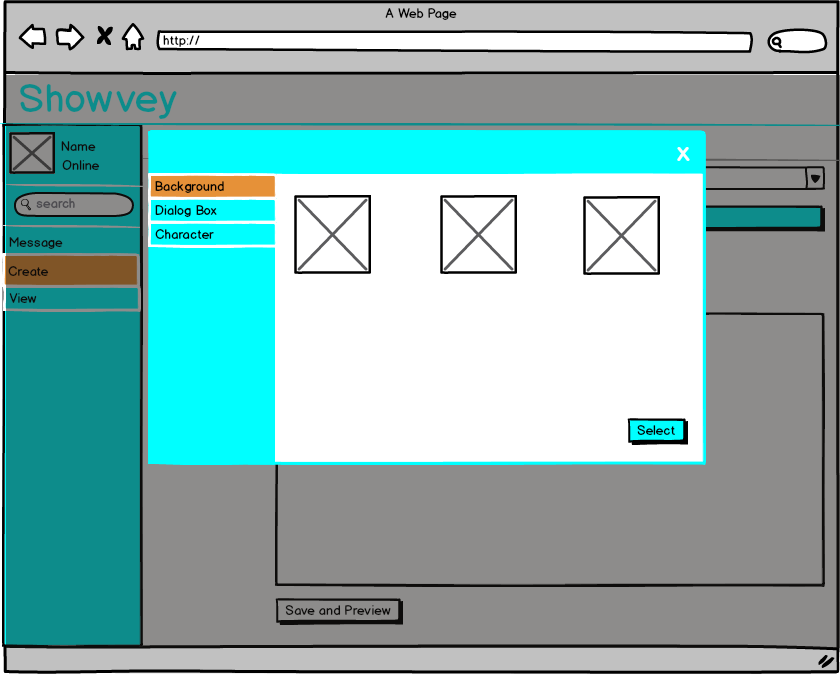 A Web Page
http://
Showvey
Name
Online
search
Message
Create
View
X
Background
Dialog Box
Character
Select
Save and Preview